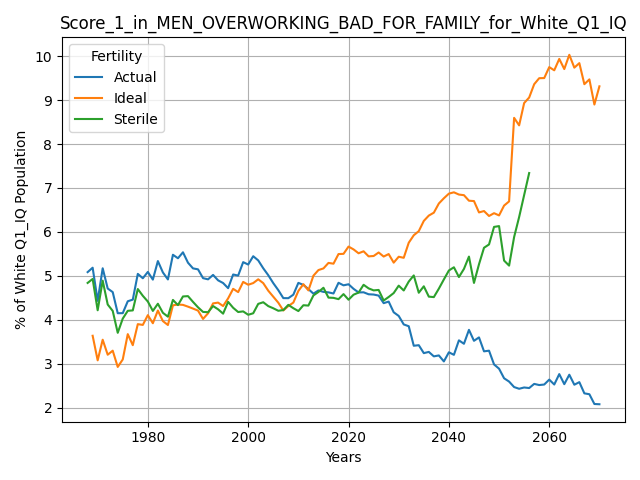 Score_1_in_MEN_OVERWORKING_BAD_FOR_FAMILY_for_White_Q1_IQ
Fertility
Actual
Ideal
Sterile
% of White Q1_IQ Population
10
9
8
7
6
5
4
3
2
1980
2000
2020
2040
2060
Years